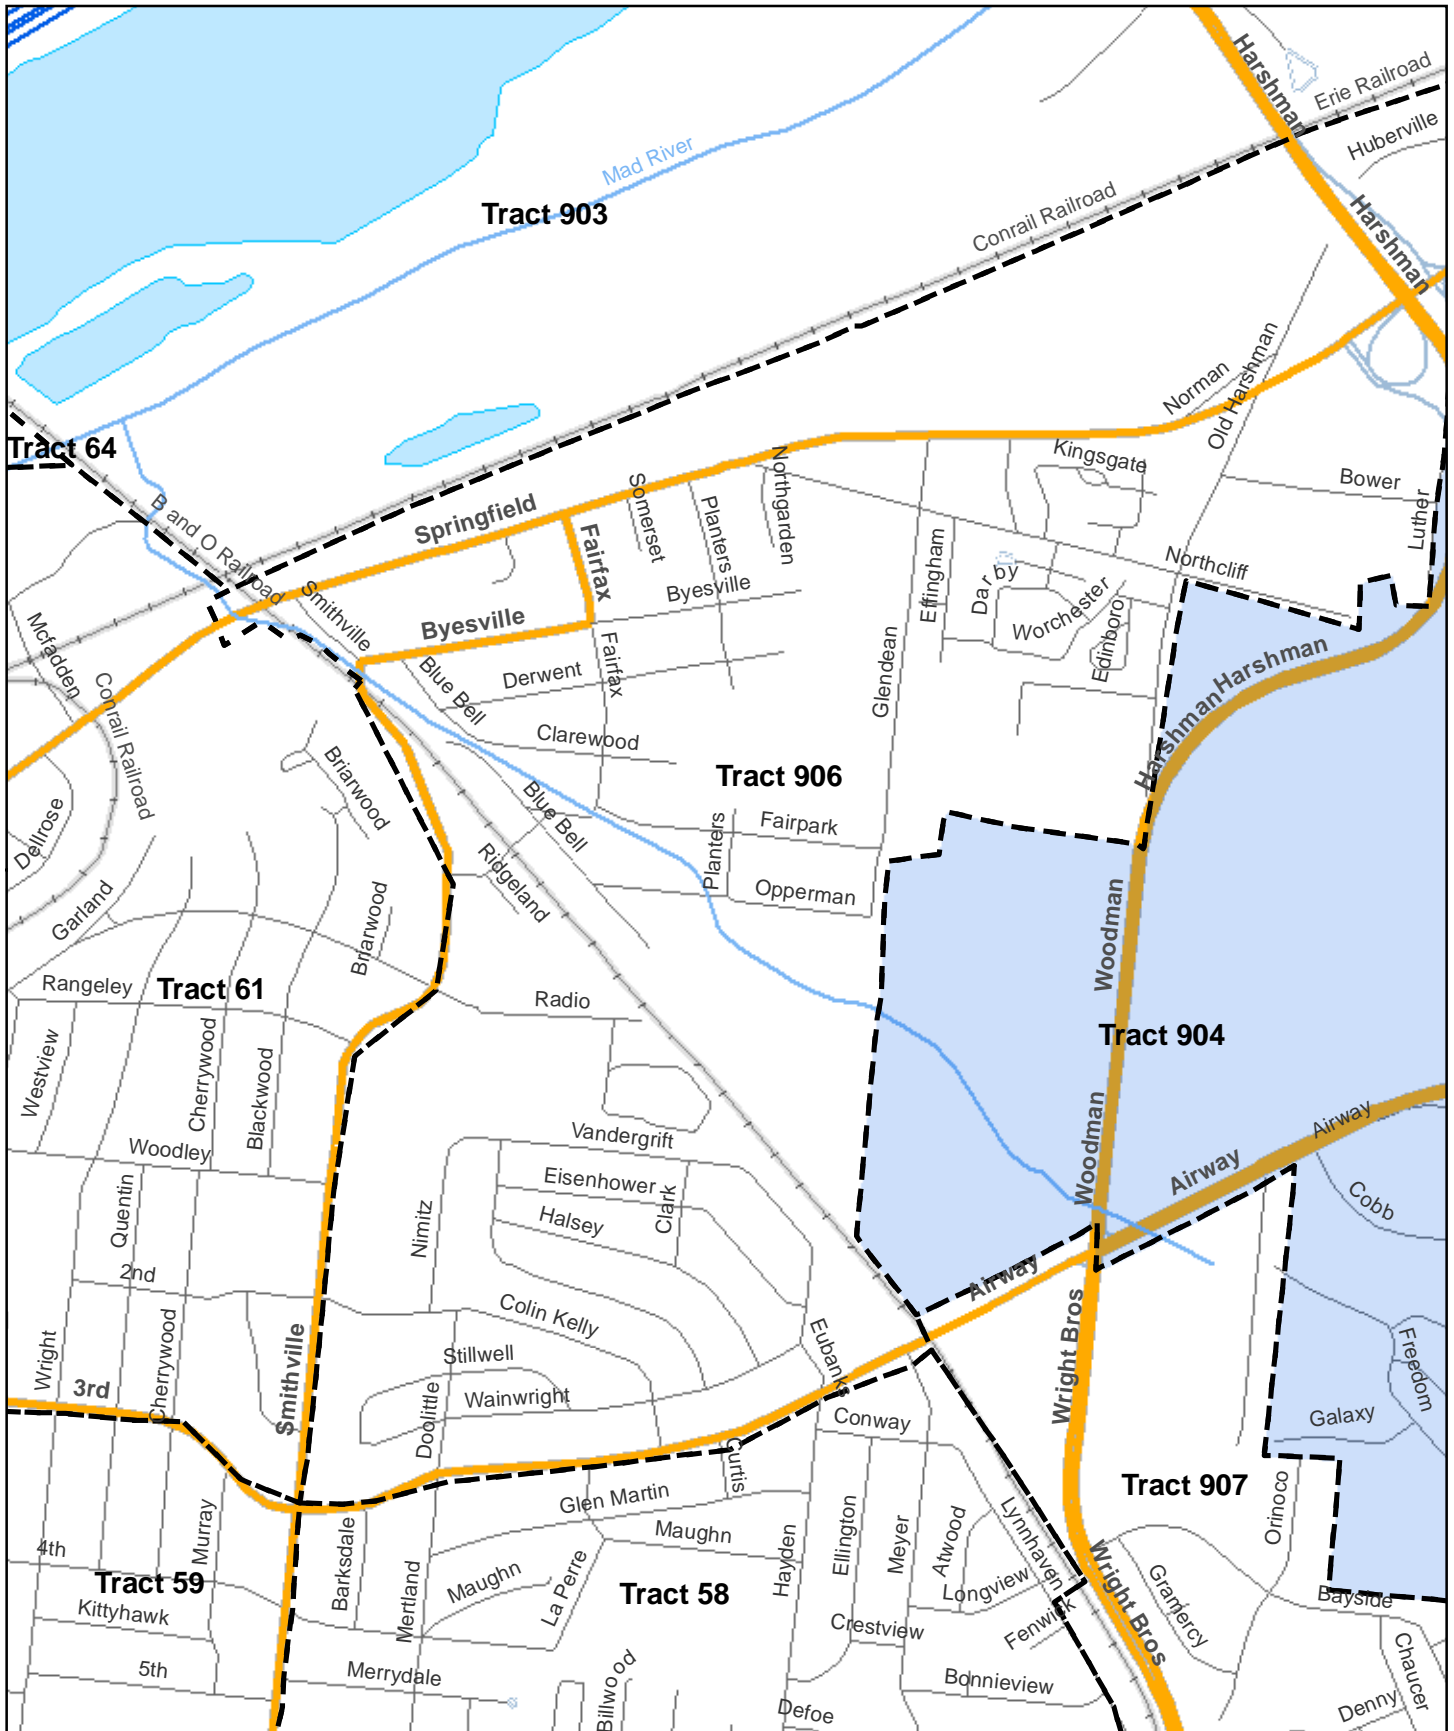 Harshman
Erie Railroad
Huberville
Mad River
Tract 903
Conrail Railroad
Harshman
Norman
Old Harshman
Tract 64
Kingsgate
Bower
Luther
Northgarden
Somerset
Planters
B and O Railroad
Springfield
Fairfax
Effingham
Northcliff
Darby
Smithville
Byesville
Byesville
Worchester
Edinboro
Mcfadden
Fairfax
Glendean
Harshman
Blue Bell
Derwent
Conrail Railroad
Clarewood
Harshman
Briarwood
Tract 906
Blue Bell
Dellrose
Planters
Fairpark
Ridgeland
Opperman
Garland
Briarwood
Woodman
Rangeley
Tract 61
Radio
Tract 904
Westview
Cherrywood
Blackwood
Woodley
Vandergrift
Woodman
Airway
Eisenhower
Clark
Airway
Cobb
Quentin
Nimitz
Halsey
2nd
Airway
Colin Kelly
Wright
Cherrywood
Smithville
Stillwell
Eubanks
Wright Bros
Freedom
3rd
Wainwright
Doolittle
Conway
Galaxy
Curtis
Tract 907
Glen Martin
Orinoco
Murray
Barksdale
Maughn
Hayden
Ellington
Meyer
Atwood
Lynnhaven
4th
Tract 59
Mertland
Maughn
La Perre
Tract 58
Longview
Wright Bros
Gramercy
Bayside
Kittyhawk
Crestview
Fenwick
5th
Merrydale
Billwood
Bonnieview
Chaucer
Defoe
Denny